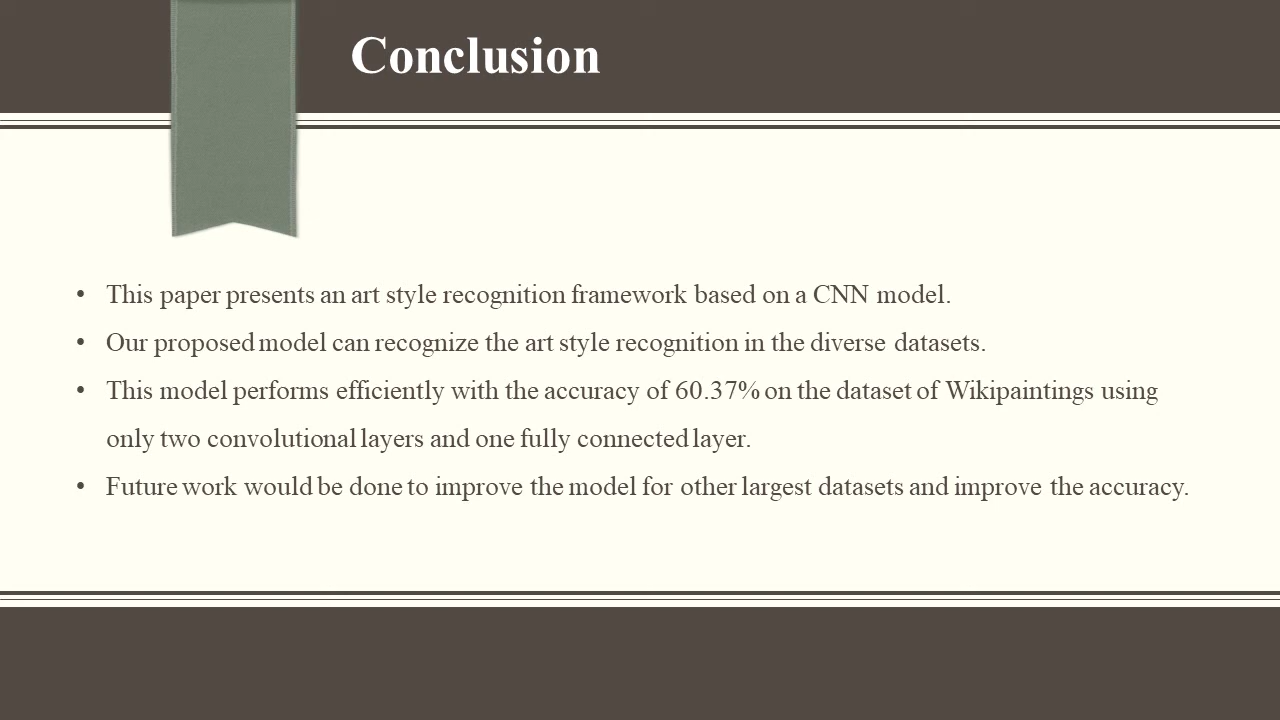 Conclusion
• This paper presents an art style recognition framework based on a CNN model.
• Our proposed model can recognize the art style recognition in the diverse datasets.
• This model performs efficiently with the accuracy of 60.37% on the dataset of Wikipaintings using
only two convolutional layers and one fully connected layer.
• Future work would be done to improve the model for other largest datasets and improve the accuracy.